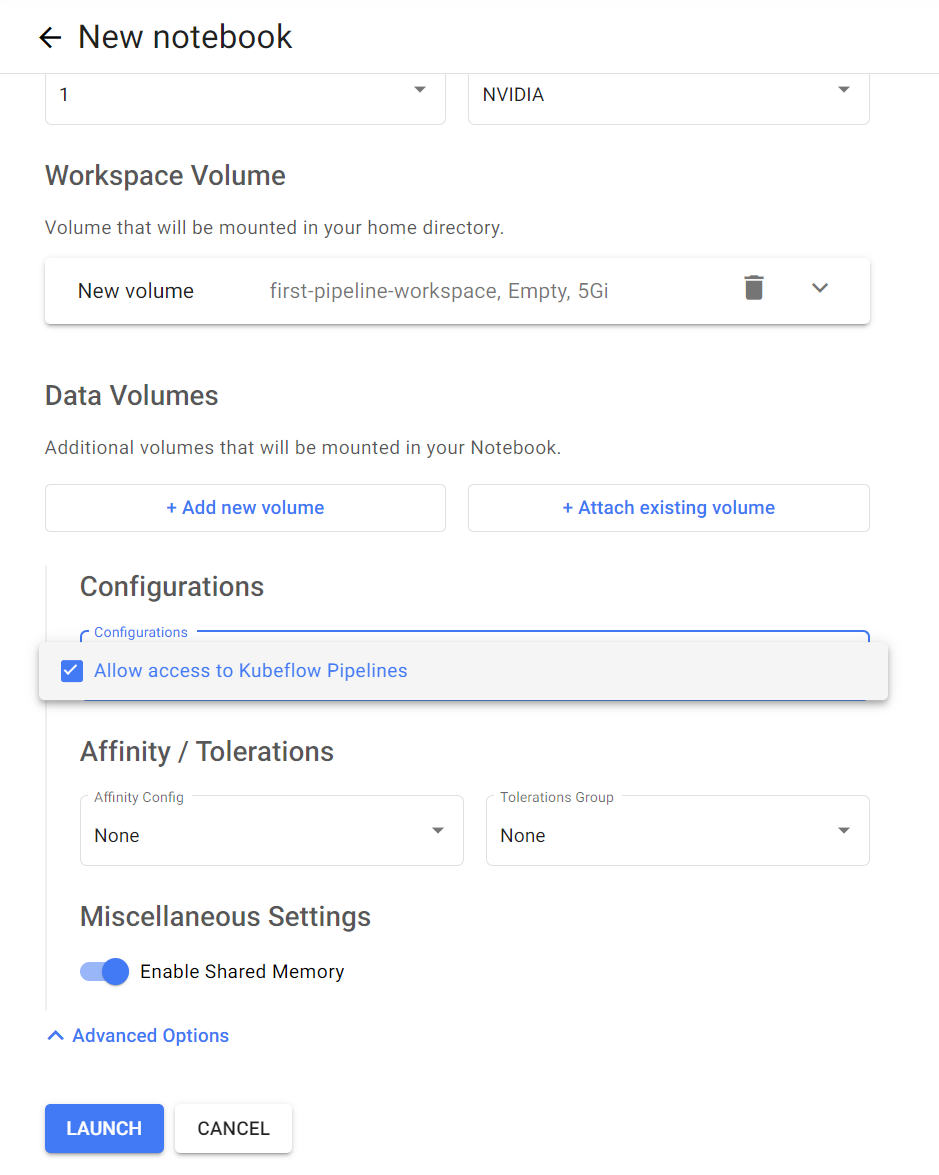 New notebook
1
NVIDIA
Workspace Volume
Volume that will be mounted in your home directory.
New volume first-pipeline-workspace, Empty, 5Gi
Data Volumes
Additional volumes that will be mounted in your Notebook.
+ Add new volume
+ Attach existing volume
Configurations
Configurations
Allow access to Kubeflow Pipelines
Affinity / Tolerations
Affinity Config
None
Tolerations Group
None
Miscellaneous Settings
Enable Shared Memory
Advanced Options
LAUNCH
CANCEL